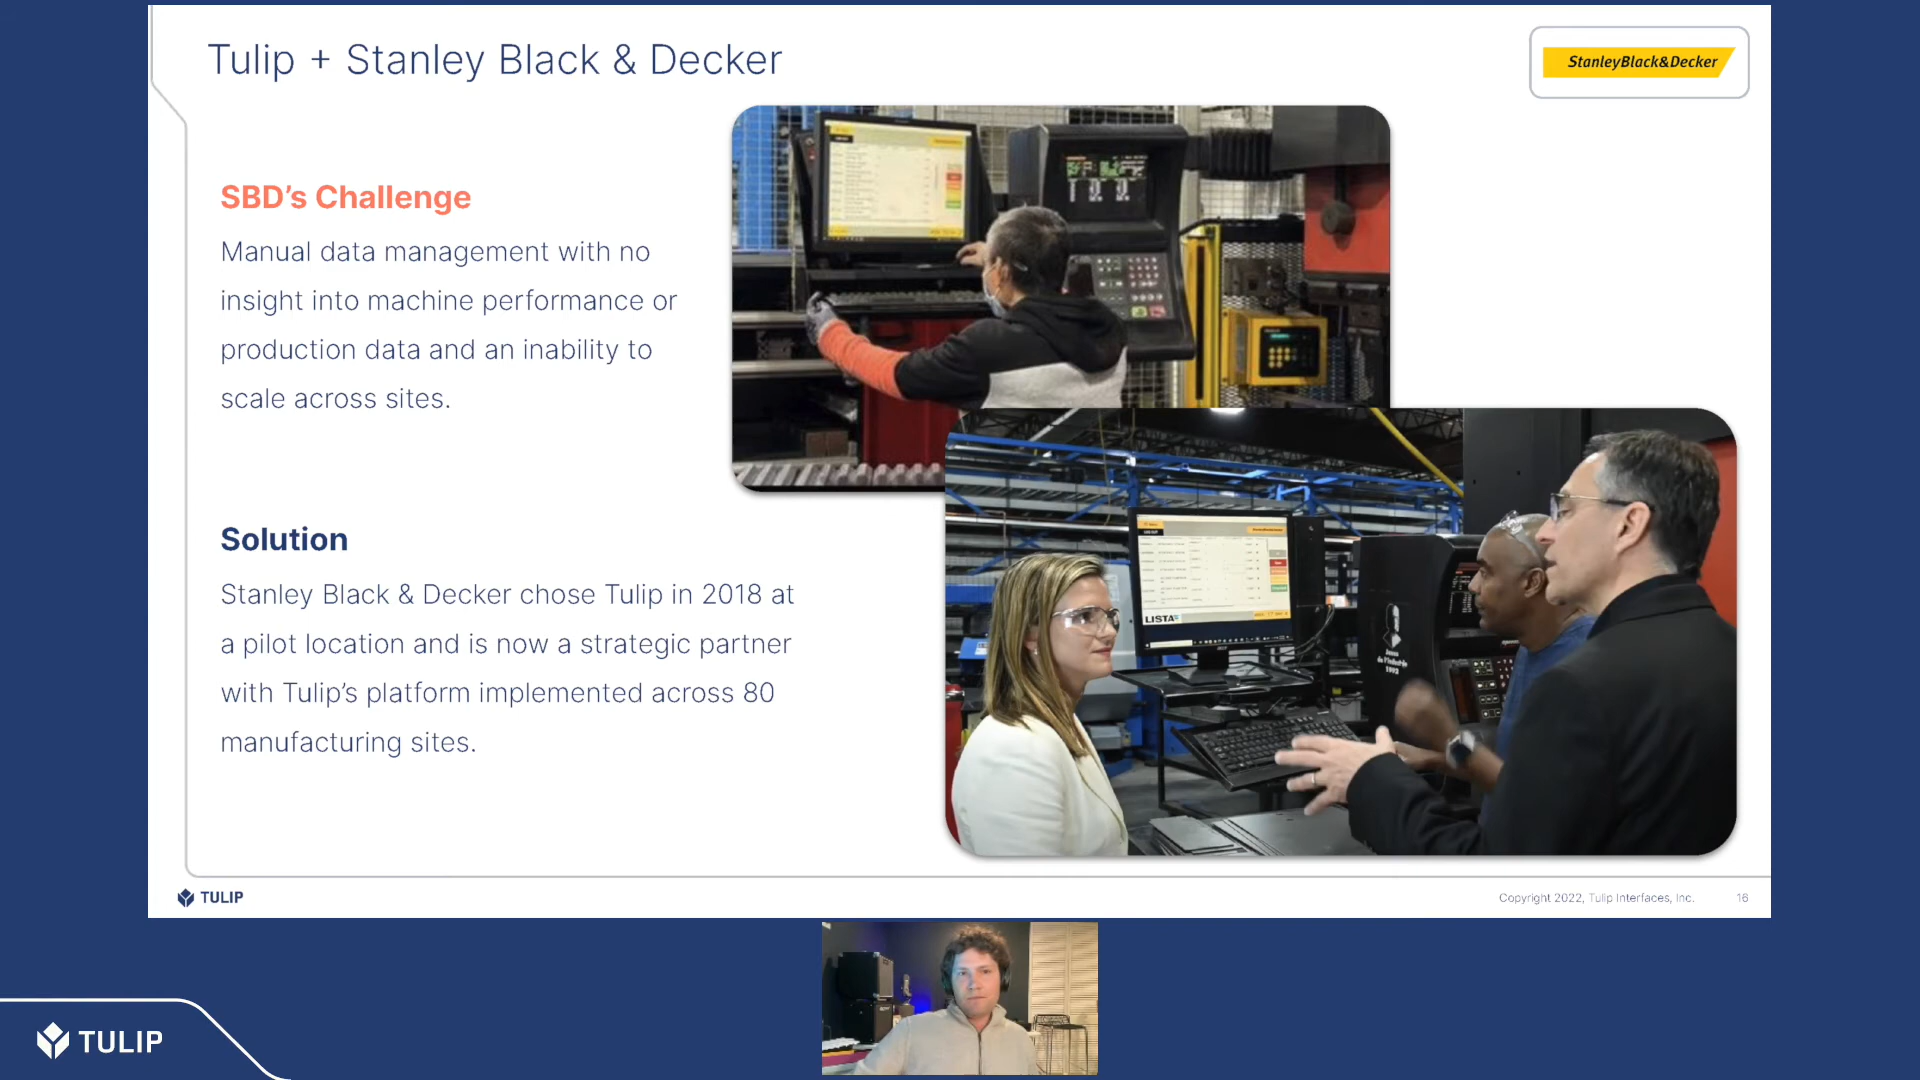 Tulip + Stanley Black & Decker
StanleyBlack&Decker
SBD’s Challenge
Manual data management with no
insight into machine performance or
production data and an inability to
scale across sites.
Solution
Stanley Black & Decker chose Tulip in 2018 at
a pilot location and is now a strategic partner
with Tulip’s platform implemented across 80
manufacturing sites.
LISTA
1992
TULIP
Copyright 2022, Tulip Interfaces, Inc.
16
TULIP